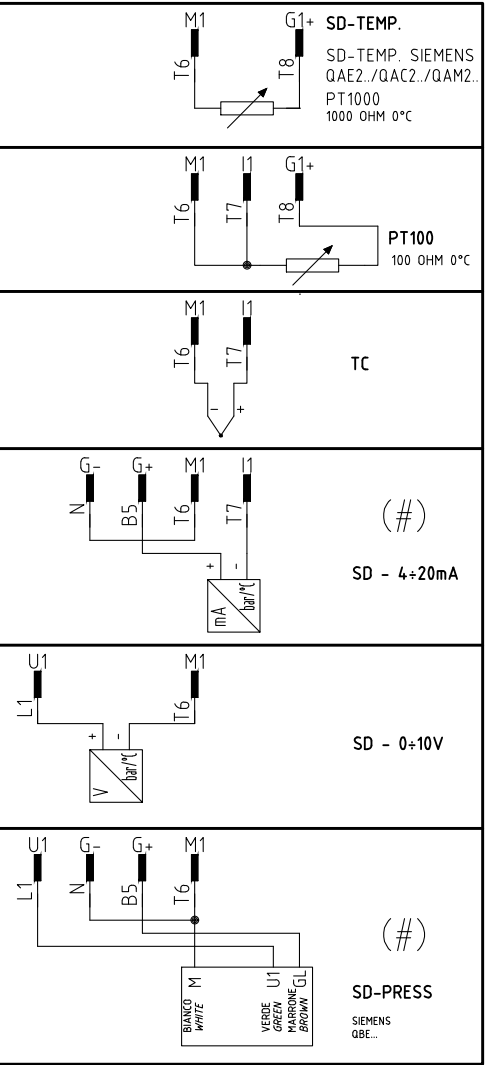 M1 G1+ SD-TEMP.
T6 T8
SD-TEMP. SIEMENS
QAE2../QAC2../QAM2..
PT1000
1000 OHM 0°C
M1 I1 G1+
T6 T7 T8
PT100
100 OHM 0°C
M1 I1
T6 T7
TC
- +
G- G+ M1 I1
N B5 T6 T7
(#)
+ -
mA bar/°C
SD - 4÷20mA
U1 M1
L1 T6
+ -
V bar/°C
SD - 0÷10V
U1 G- G+ M1
L1 N B5 T6
(#)
M U1 GL
BIANCO
WHITE
VERDE
GREEN
MARRONE
BROWN
SD-PRESS
SIEMENS
QBE...